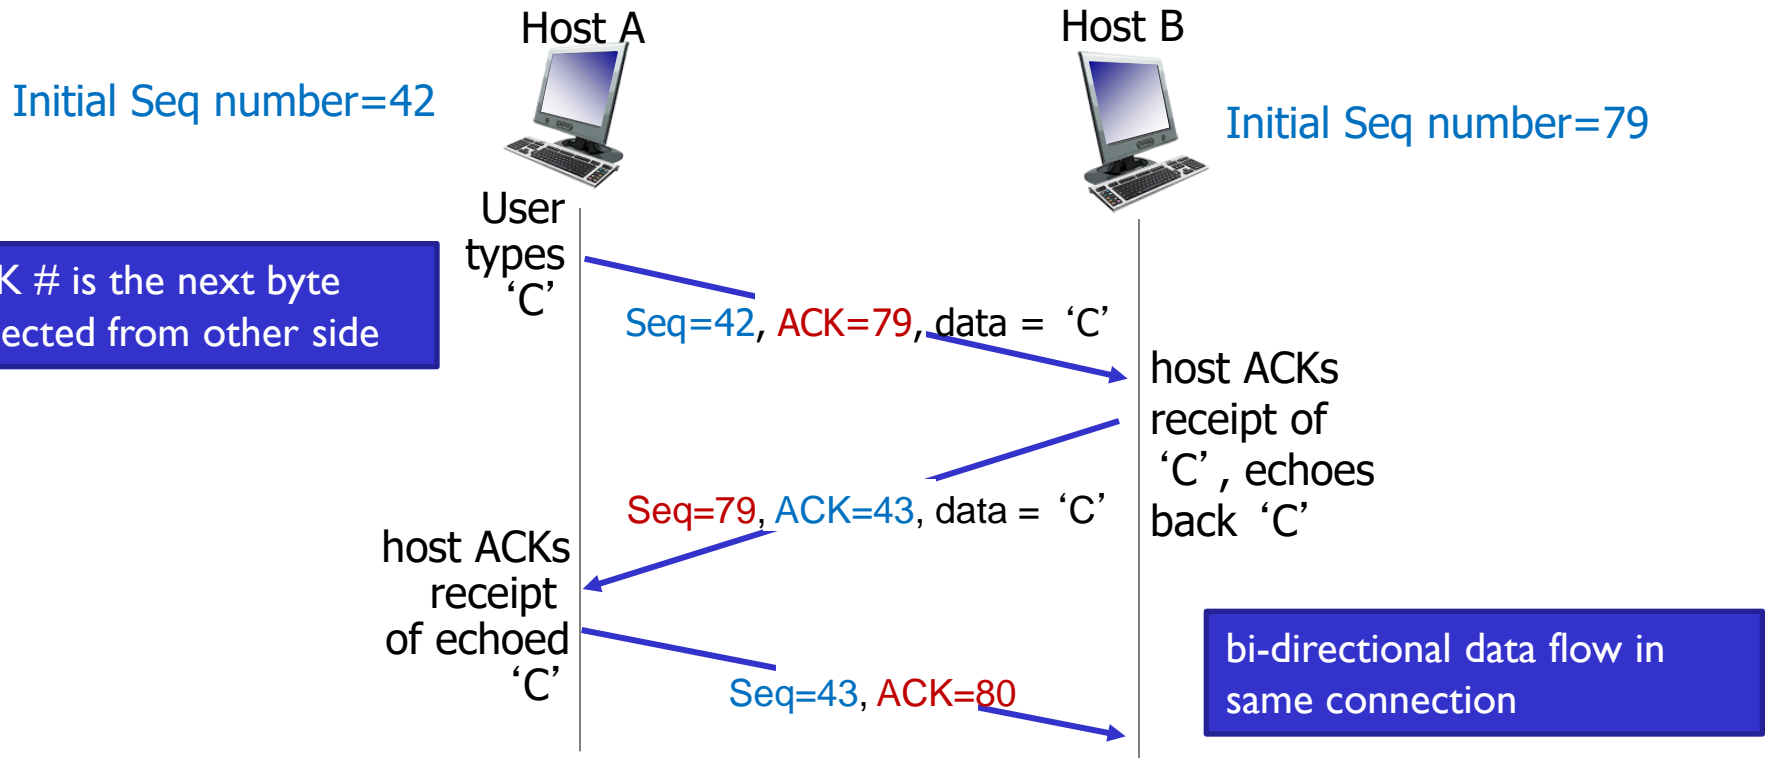 Host A
Host B
Initial Seq number=42
Initial Seq number=79
User
types
‘C’
K # is the next byte
ected from other side
Seq=42, ACK=79, data = ‘C’
host ACKs
receipt of
‘C’, echoes
back ‘C’
Seq=79, ACK=43, data = ‘C’
host ACKs
receipt
of echoed
‘C’
Seq=43, ACK=80
bi-directional data flow in
same connection